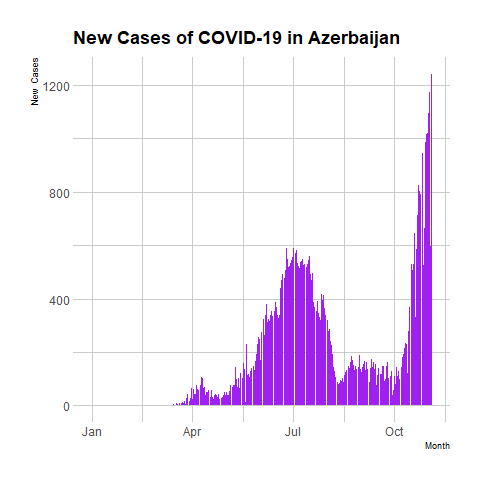 New Cases of COVID-19 in Azerbaijan
New Cases
1200
800
400
0
Jan Apr Jul Oct
Month